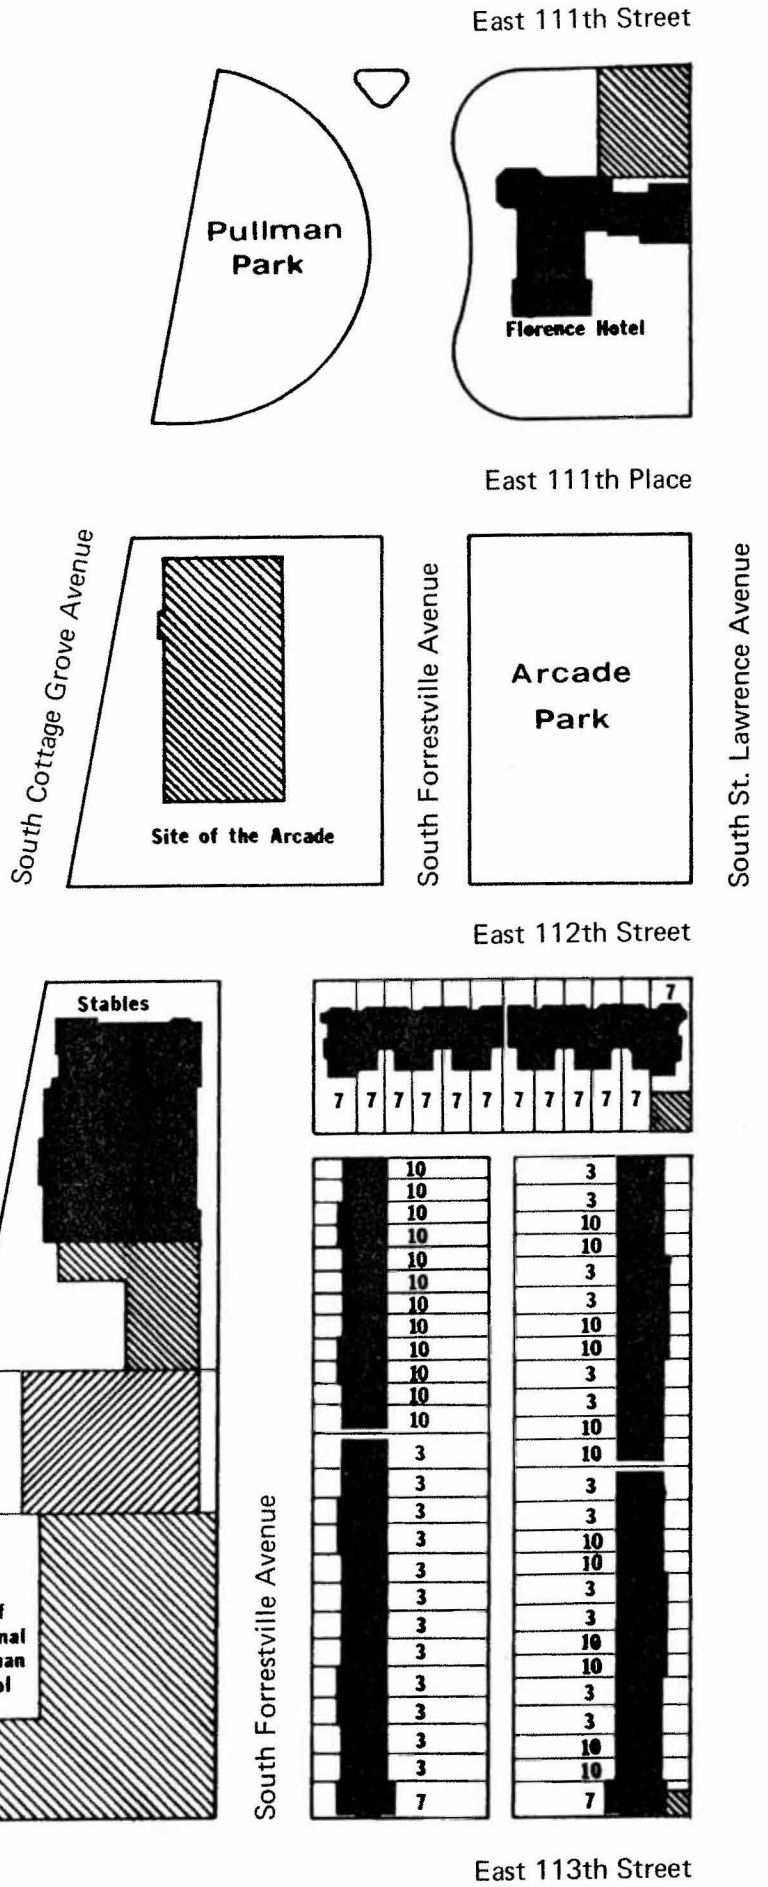 East 111th Street
Pullman
Park
Florence Hotel
East 111th Place
South Cottage Grove Avenue
Site of the Arcade
South Forrestville Avenue
Arcade
Park
South St. Lawrence Avenue
East 112th Street
Stables
7
7 7 7 7 7 7 7 7 7 7 7
10
10
10
10
10
10
10
10
10
10
10
10
3
3
3
3
3
3
3
3
3
3
3
3
7
3
3
10
10
3
3
10
10
3
3
10
10
3
3
10
10
3
3
10
10
3
3
10
10
7
f
nal
ol
South Forrestville Avenue
East 113th Street